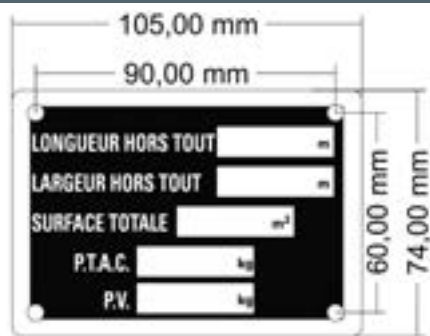 105,00 mm
90,00 mm
LONGUEUR HORS TOUT m
LARGEUR HORS TOUT m
SURFACE TOTALE m²
P.T.A.C. kg
P.V. kg
60,00 mm
74,00 mm